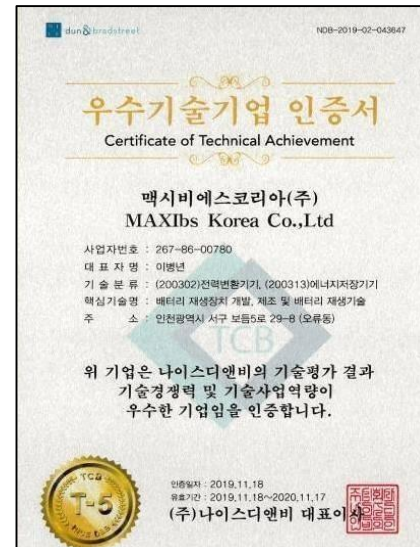 dun&bradstreet
NDB-2019-02-043647
우수기술기업 인증서
Certificate of Technical Achievement
맥시비에스코리아(주)
MAXIbs Korea Co.,Ltd
사업자번호 : 267-86-00780
대 표 자 명 : 이병년
기 술 분 류 : (200302)전력변환기기, (200313)에너지저장기기
핵심기술명 : 배터리 재생장치 개발, 제조 및 배터리 재생기술
주 소 : 인천광역시 서구 보듬5로 29-8 (오류동)
TCB
위 기업은 나이스디앤비의 기술평가 결과
기술경쟁력 및 기술사업역량이
우수한 기업임을 인증합니다.
TCB
T-5
NICE D&B
인증일자 : 2019.11.18
유효기간 : 2019.11.18~2020.11.17
(주)나이스디앤비 대표이사